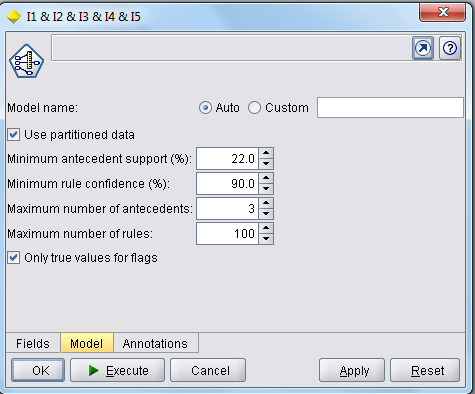 I1 & I2 & I3 & I4 & I5
Model name: Auto Custom
Use partitioned data
Minimum antecedent support (%): 22.0
Minimum rule confidence (%): 90.0
Maximum number of antecedents: 3
Maximum number of rules: 100
Only true values for flags
Fields Model Annotations
OK Execute Cancel Apply Reset